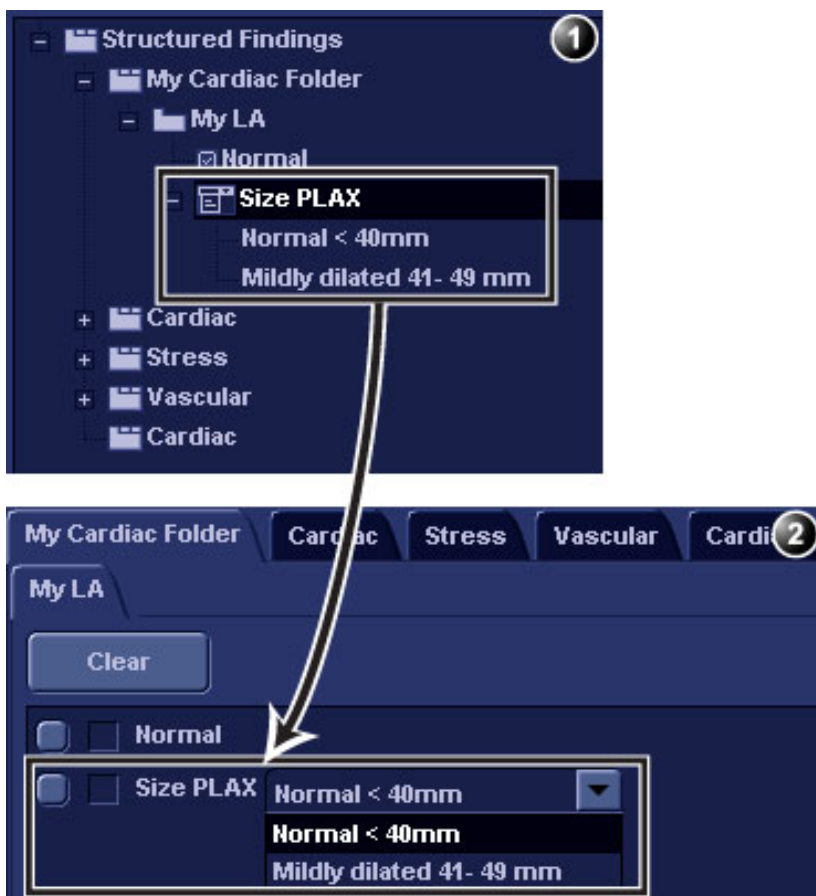 Structured Findings 1
My Cardiac Folder
My LA
Normal
Size PLAX
Normal < 40mm
Mildly dilated 41- 49 mm
Cardiac
Stress
Vascular
Cardiac
My Cardiac Folder Cardiac Stress Vascular Cardi 2
My LA
Clear
Normal
Size PLAX Normal < 40mm
Normal < 40mm
Mildly dilated 41- 49 mm